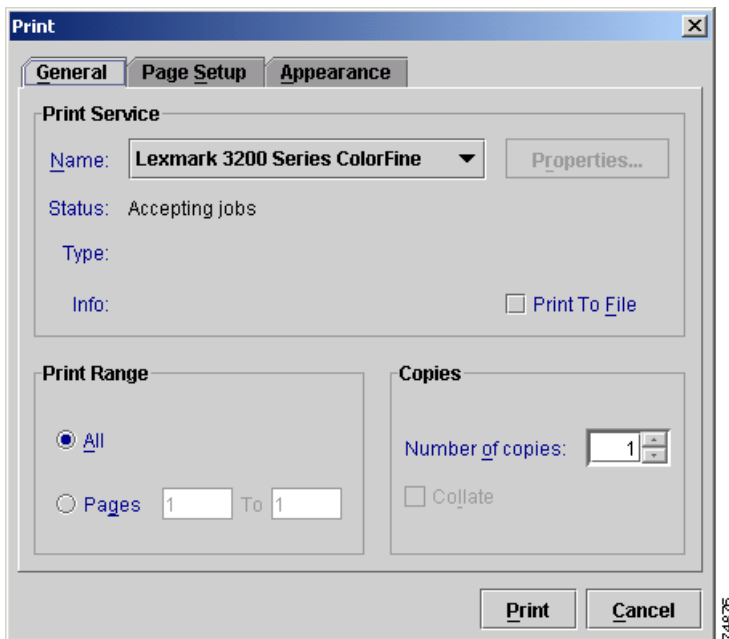 Print
General Page Setup Appearance
Print Service
Name: Lexmark 3200 Series ColorFine Properties...
Status: Accepting jobs
Type:
Info: Print To File
Print Range
All
Pages 1 To 1
Copies
Number of copies: 1
Collate
Print Cancel
74875